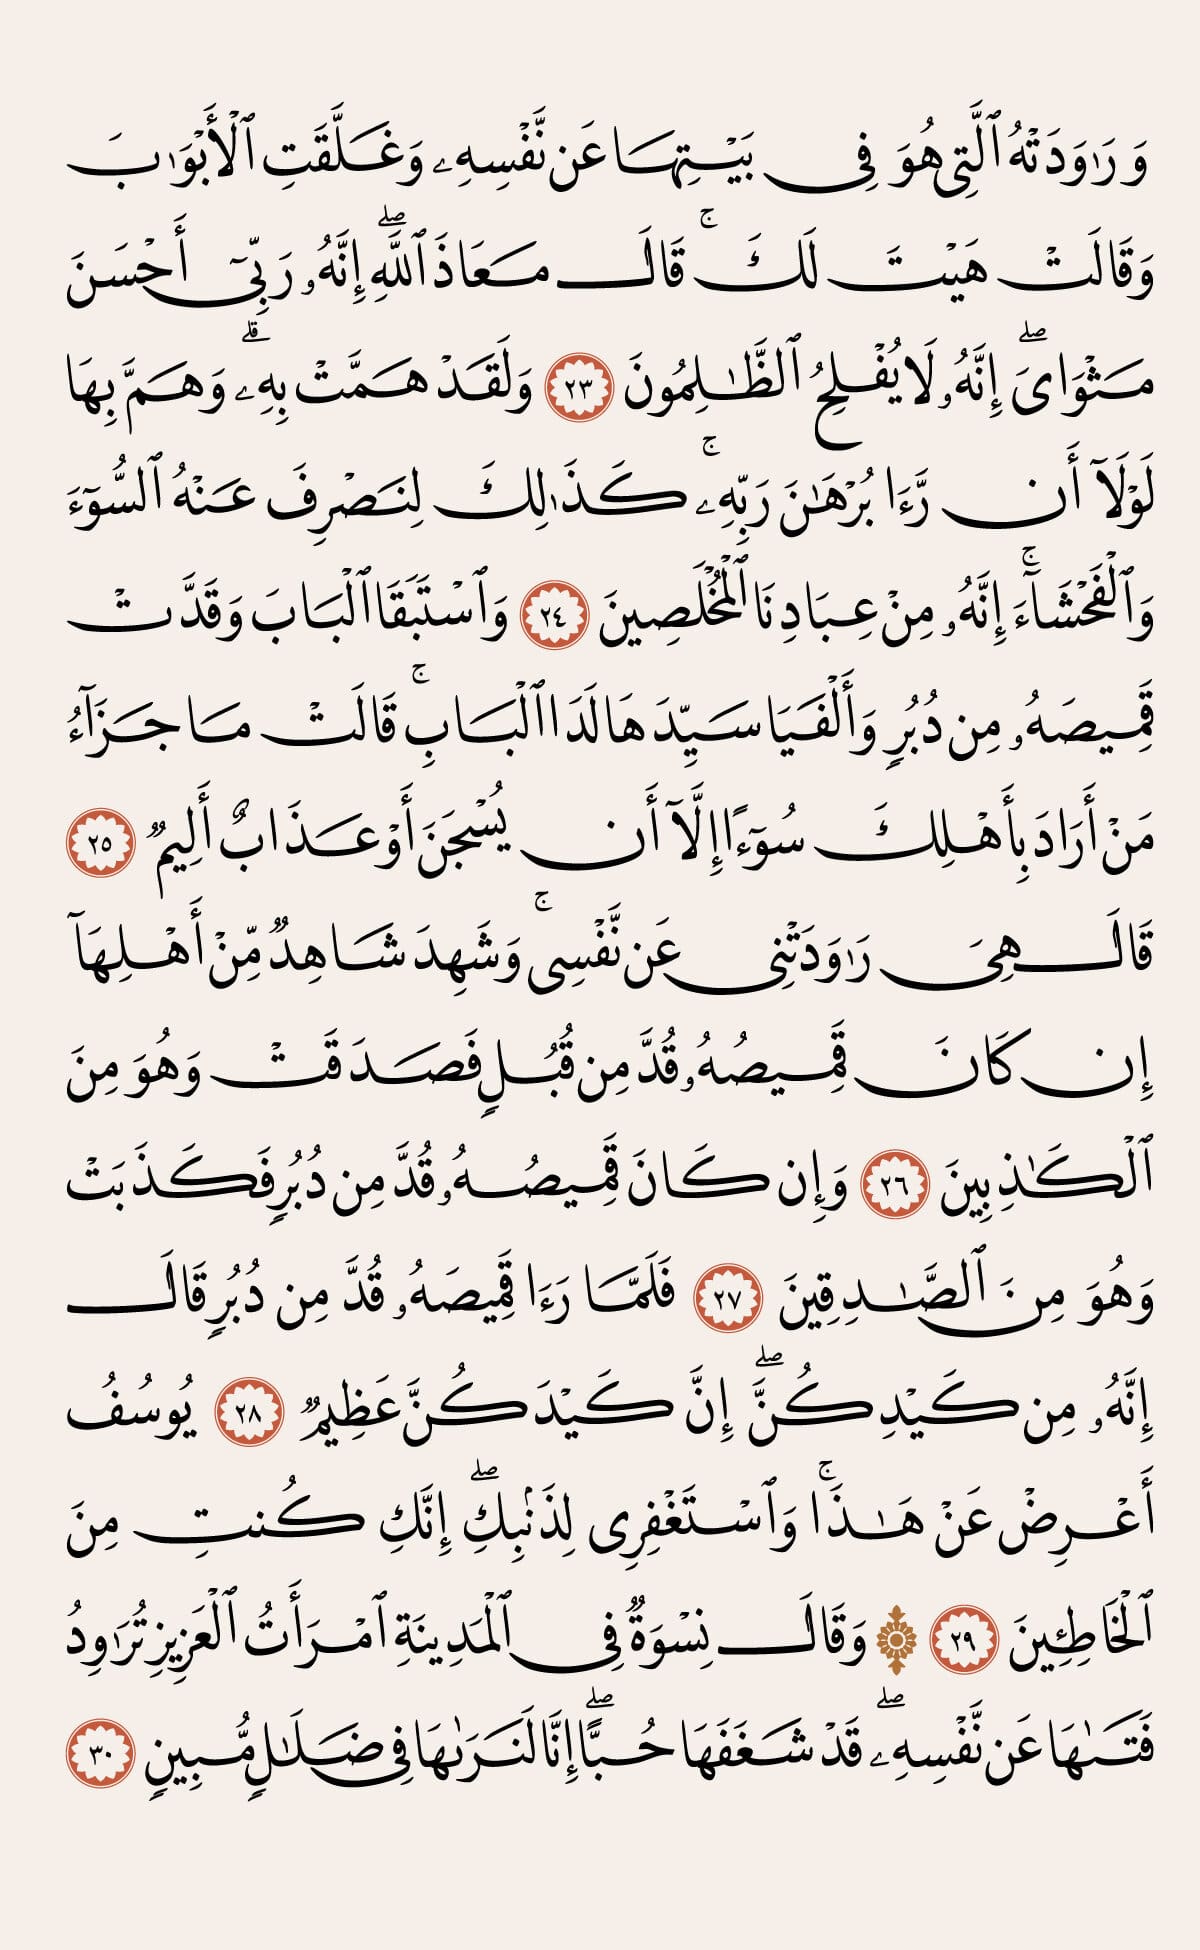 وَرَٰوَدَتْهُ ٱلَّتِى هُوَ فِى بَيْتِهَا عَن نَّفْسِهِۦ وَغَلَّقَتِ ٱلْأَبْوَٰبَ
وَقَالَتْ هَيْتَ لَكَ ۚ قَالَ مَعَاذَ ٱللَّهِ ۖ إِنَّهُۥ رَبِّىٓ أَحْسَنَ
مَثْوَاىَ ۖ إِنَّهُۥ لَا يُفْلِحُ ٱلظَّٰلِمُونَ ٢٣ وَلَقَدْ هَمَّتْ بِهِۦ ۖ وَهَمَّ بِهَا
لَوْلَآ أَن رَّءَا بُرْهَٰنَ رَبِّهِۦ ۚ كَذَٰلِكَ لِنَصْرِفَ عَنْهُ ٱلسُّوٓءَ
وَٱلْفَحْشَآءَ ۚ إِنَّهُۥ مِنْ عِبَادِنَا ٱلْمُخْلَصِينَ ٢٤ وَٱسْتَبَقَا ٱلْبَابَ وَقَدَّتْ
قَمِيصَهُۥ مِن دُبُرٍ وَأَلْفَيَا سَيِّدَهَا لَدَا ٱلْبَابِ ۚ قَالَتْ مَا جَزَآءُ
مَنْ أَرَادَ بِأَهْلِكَ سُوٓءًا إِلَّآ أَن يُسْجَنَ أَوْ عَذَابٌ أَلِيمٌ ٢٥
قَالَ هِىَ رَٰوَدَتْنِى عَن نَّفْسِى ۚ وَشَهِدَ شَاهِدٌ مِّنْ أَهْلِهَآ
إِن كَانَ قَمِيصُهُۥ قُدَّ مِن قُبُلٍ فَصَدَقَتْ وَهُوَ مِنَ
ٱلْكَٰذِبِينَ ٢٦ وَإِن كَانَ قَمِيصُهُۥ قُدَّ مِن دُبُرٍ فَكَذَبَتْ
وَهُوَ مِنَ ٱلصَّٰدِقِينَ ٢٧ فَلَمَّا رَءَا قَمِيصَهُۥ قُدَّ مِن دُبُرٍ قَالَ
إِنَّهُۥ مِن كَيْدِكُنَّ ۖ إِنَّ كَيْدَكُنَّ عَظِيمٌ ٢٨ يُوسُفُ
أَعْرِضْ عَنْ هَٰذَا ۚ وَٱسْتَغْفِرِى لِذَنۢبِكِ ۖ إِنَّكِ كُنتِ مِنَ
ٱلْخَاطِـِٔينَ ٢٩ ۞ وَقَالَ نِسْوَةٌ فِى ٱلْمَدِينَةِ ٱمْرَأَتُ ٱلْعَزِيزِ تُرَٰوِدُ
فَتَىٰهَا عَن نَّفْسِهِۦ ۖ قَدْ شَغَفَهَا حُبًّا ۖ إِنَّا لَنَرَىٰهَا فِى ضَلَٰلٍ مُّبِينٍ ٣٠